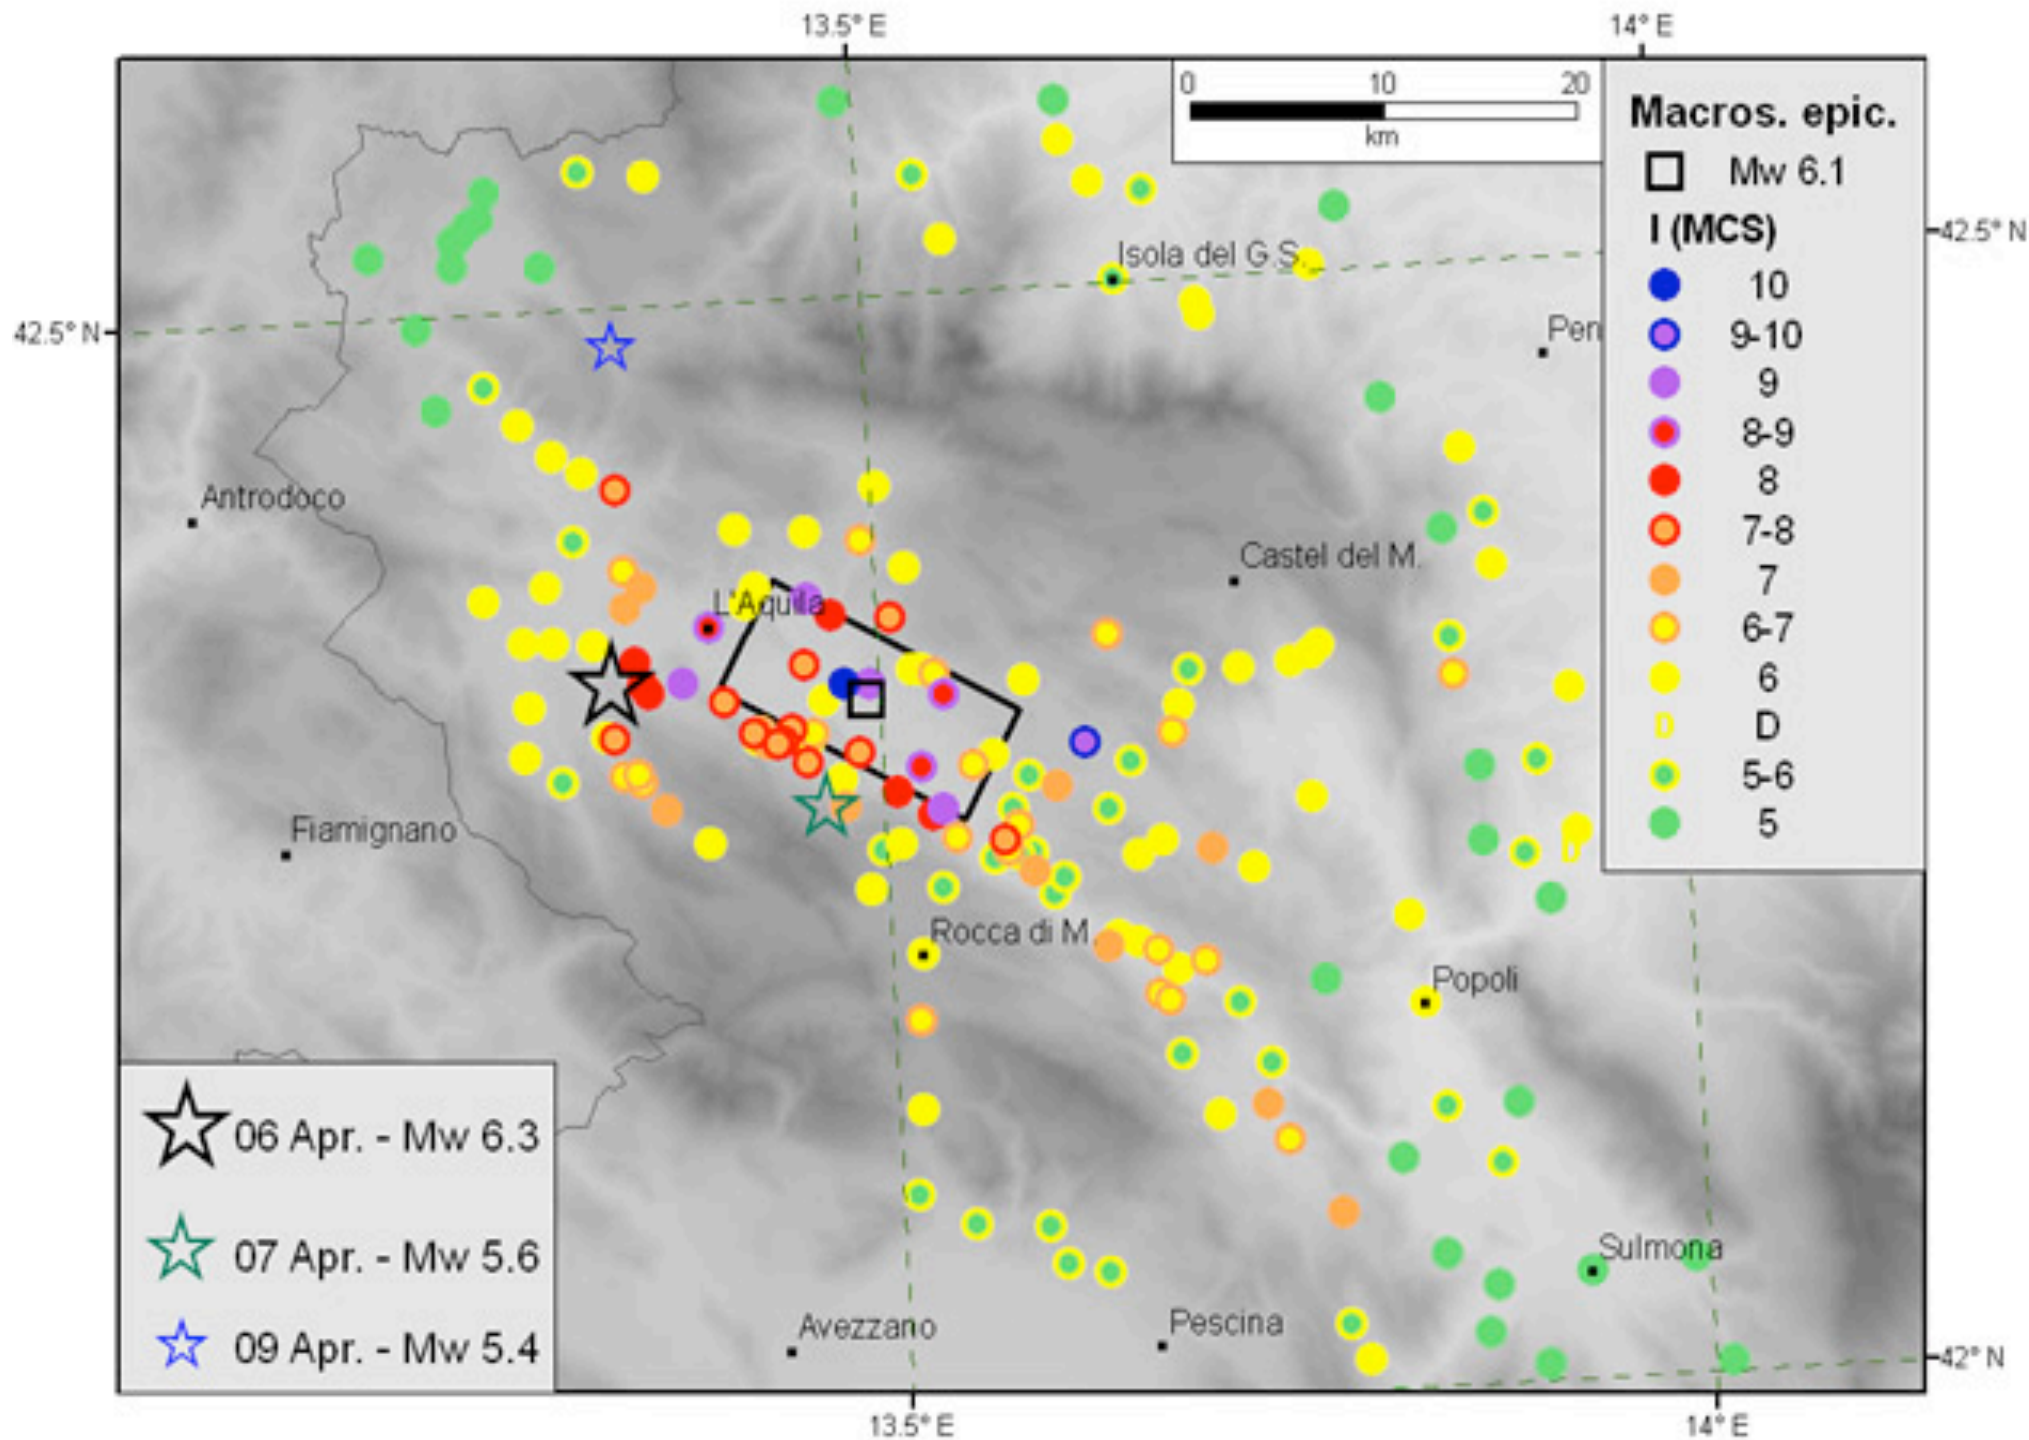 13.5° E
14° E
0 10 20
km
Macros. epic.
Mw 6.1
I (MCS)
10
9-10
9
8-9
8
7-8
7
6-7
6
D D
5-6
5
42.5° N
Isola del G.S.
42.5° N
Pen
Antrodoco
Castel del M.
L'Aquila
Fiamignano
D
Rocca di M.
Popoli
06 Apr. - Mw 6.3
07 Apr. - Mw 5.6
09 Apr. - Mw 5.4
Sulmona
Avezzano
Pescina
42° N
13.5° E
14° E